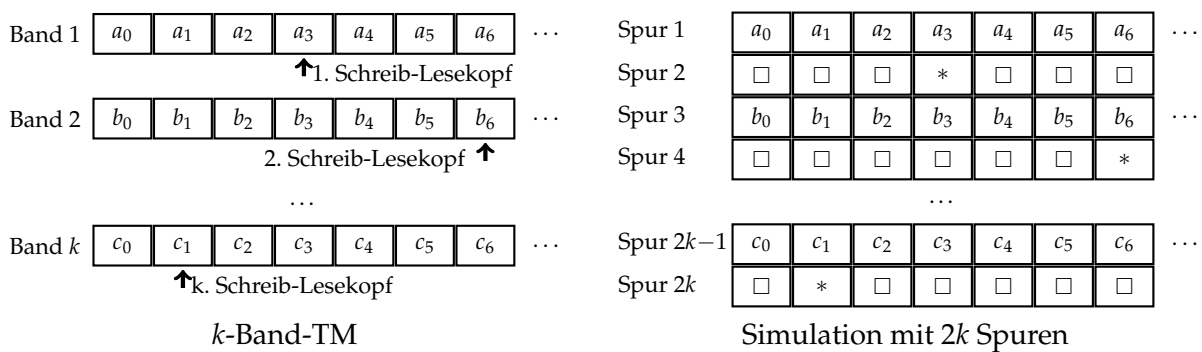 Band 1 a0 a1 a2 a3 a4 a5 a6 ⋯
1. Schreib-Lesekopf
Band 2 b0 b1 b2 b3 b4 b5 b6 ⋯
2. Schreib-Lesekopf
⋯
Band k c0 c1 c2 c3 c4 c5 c6 ⋯
k. Schreib-Lesekopf
k-Band-TM
Spur 1 a0 a1 a2 a3 a4 a5 a6 ⋯
Spur 2 □ □ □ * □ □ □
Spur 3 b0 b1 b2 b3 b4 b5 b6 ⋯
Spur 4 □ □ □ □ □ □ *
⋯
Spur 2k−1 c0 c1 c2 c3 c4 c5 c6 ⋯
Spur 2k □ * □ □ □ □ □
Simulation mit 2k Spuren